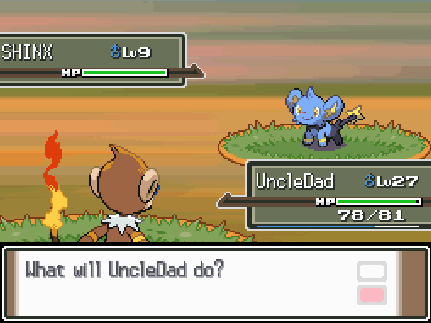 SHINX ♂Lv9
HP
UncleDad ♂Lv27
HP
78/81
What will UncleDad do?